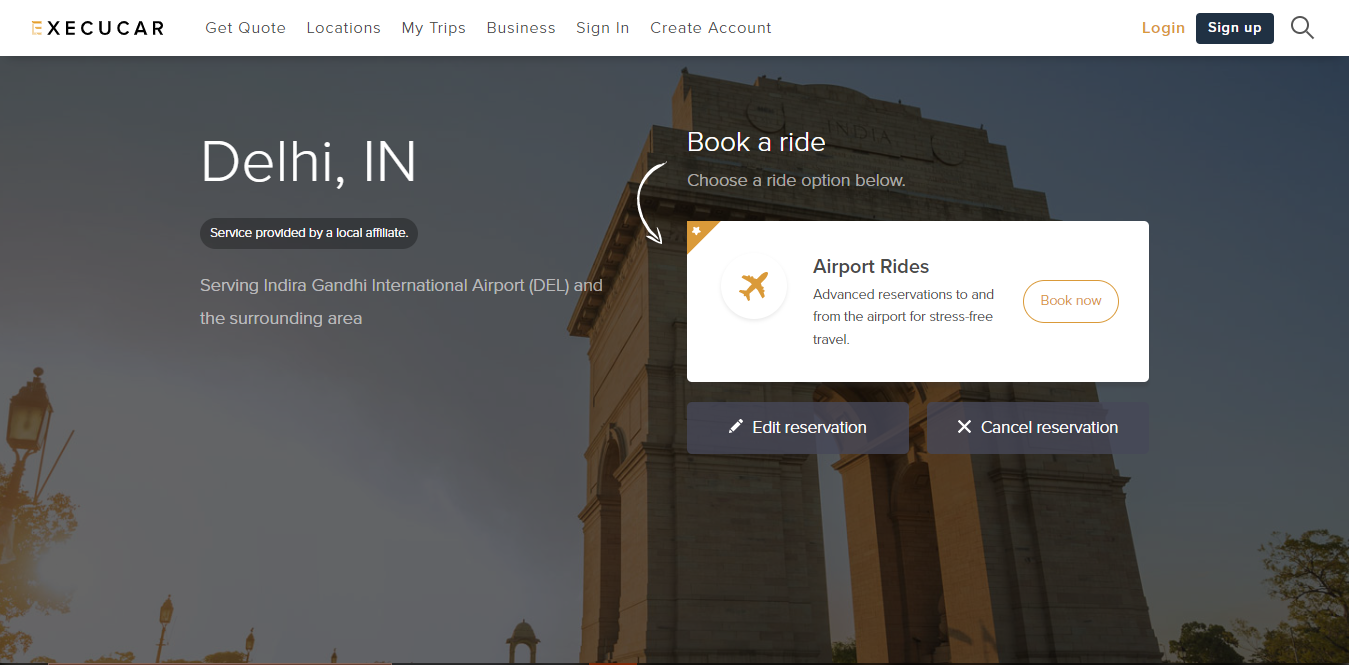 EXECUCAR
Get Quote
Locations
My Trips
Business
Sign In
Create Account
Login
Sign up
Delhi, IN
Service provided by a local affiliate.
Serving Indira Gandhi International Airport (DEL) and
the surrounding area
INDIA
Book a ride
Choose a ride option below.
Airport Rides
Advanced reservations to and
from the airport for stress-free
travel.
Book now
Edit reservation
Cancel reservation